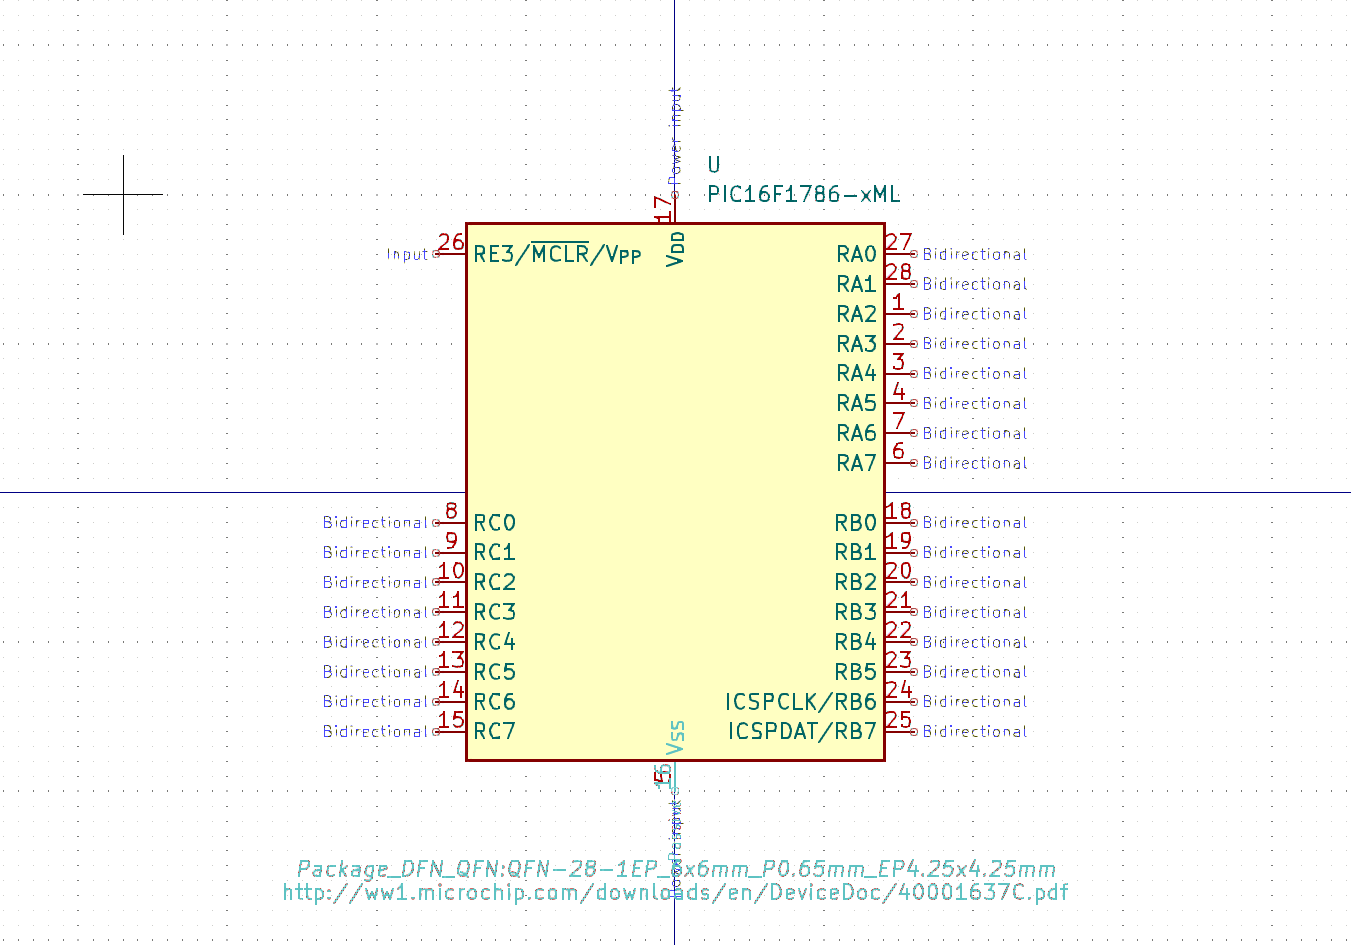 Power input
U
17
PIC16F1786-xML
Input 26 RE3/MCLR/VPP
VDD
RA0 27 Bidirectional
RA1 28 Bidirectional
RA2 1 Bidirectional
RA3 2 Bidirectional
RA4 3 Bidirectional
RA5 4 Bidirectional
RA6 7 Bidirectional
RA7 6 Bidirectional
Bidirectional 8 RC0
RB0 18 Bidirectional
Bidirectional 9 RC1
RB1 19 Bidirectional
Bidirectional 10 RC2
RB2 20 Bidirectional
Bidirectional 11 RC3
RB3 21 Bidirectional
Bidirectional 12 RC4
RB4 22 Bidirectional
Bidirectional 13 RC5
RB5 23 Bidirectional
Bidirectional 14 RC6
ICSPCLK/RB6 24 Bidirectional
Bidirectional 15 RC7
ICSPDAT/RB7 25 Bidirectional
VSS
Package_DFN_QFN:QFN-28-1EP_6x6mm_P0.65mm_EP4.25x4.25mm
http://ww1.microchip.com/downloads/en/DeviceDoc/40001637C.pdf